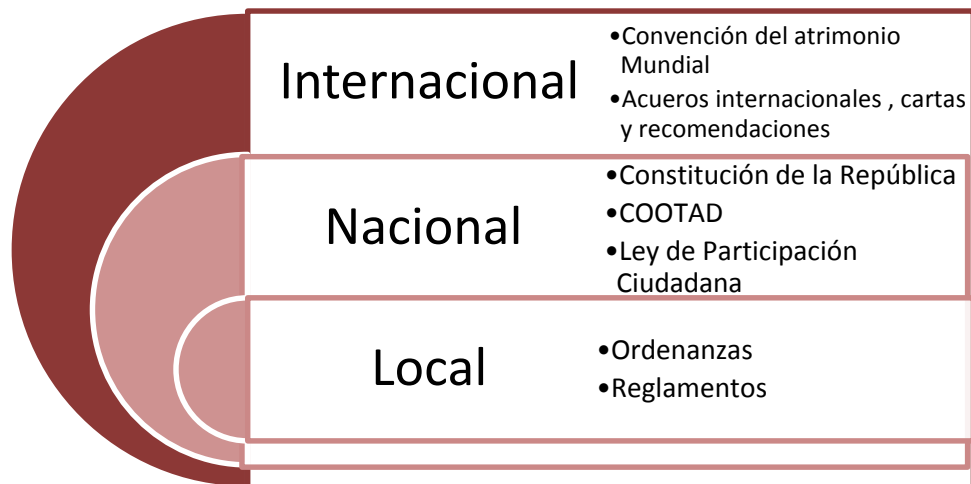 Internacional
•Convención del atrimonio
Mundial
•Acueros internacionales , cartas
y recomendaciones
Nacional
•Constitución de la República
•COOTAD
•Ley de Participación
Ciudadana
Local
•Ordenanzas
•Reglamentos